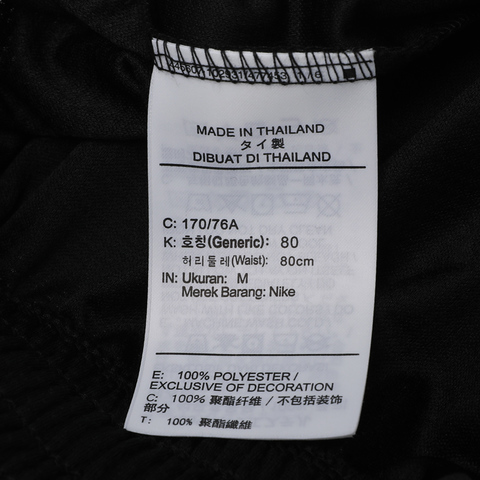 MADE IN THAILAND
タイ製
DIBUAT DI THAILAND
C: 170/76A
K: 호칭(Generic): 80
허리둘레(Waist): 80cm
IN: Ukuran: M
Merek Barang: Nike
E: 100% POLYESTER /
EXCLUSIVE OF DECORATION
C: 100% 聚酯纤维 / 不包括装饰
部分
T: 100% 聚酯纖維